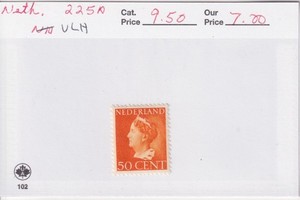 Neth. 225A Cat. Price 9.50 Our Price 7.00
NH VLH
NEDERLAND
50 CENT
102